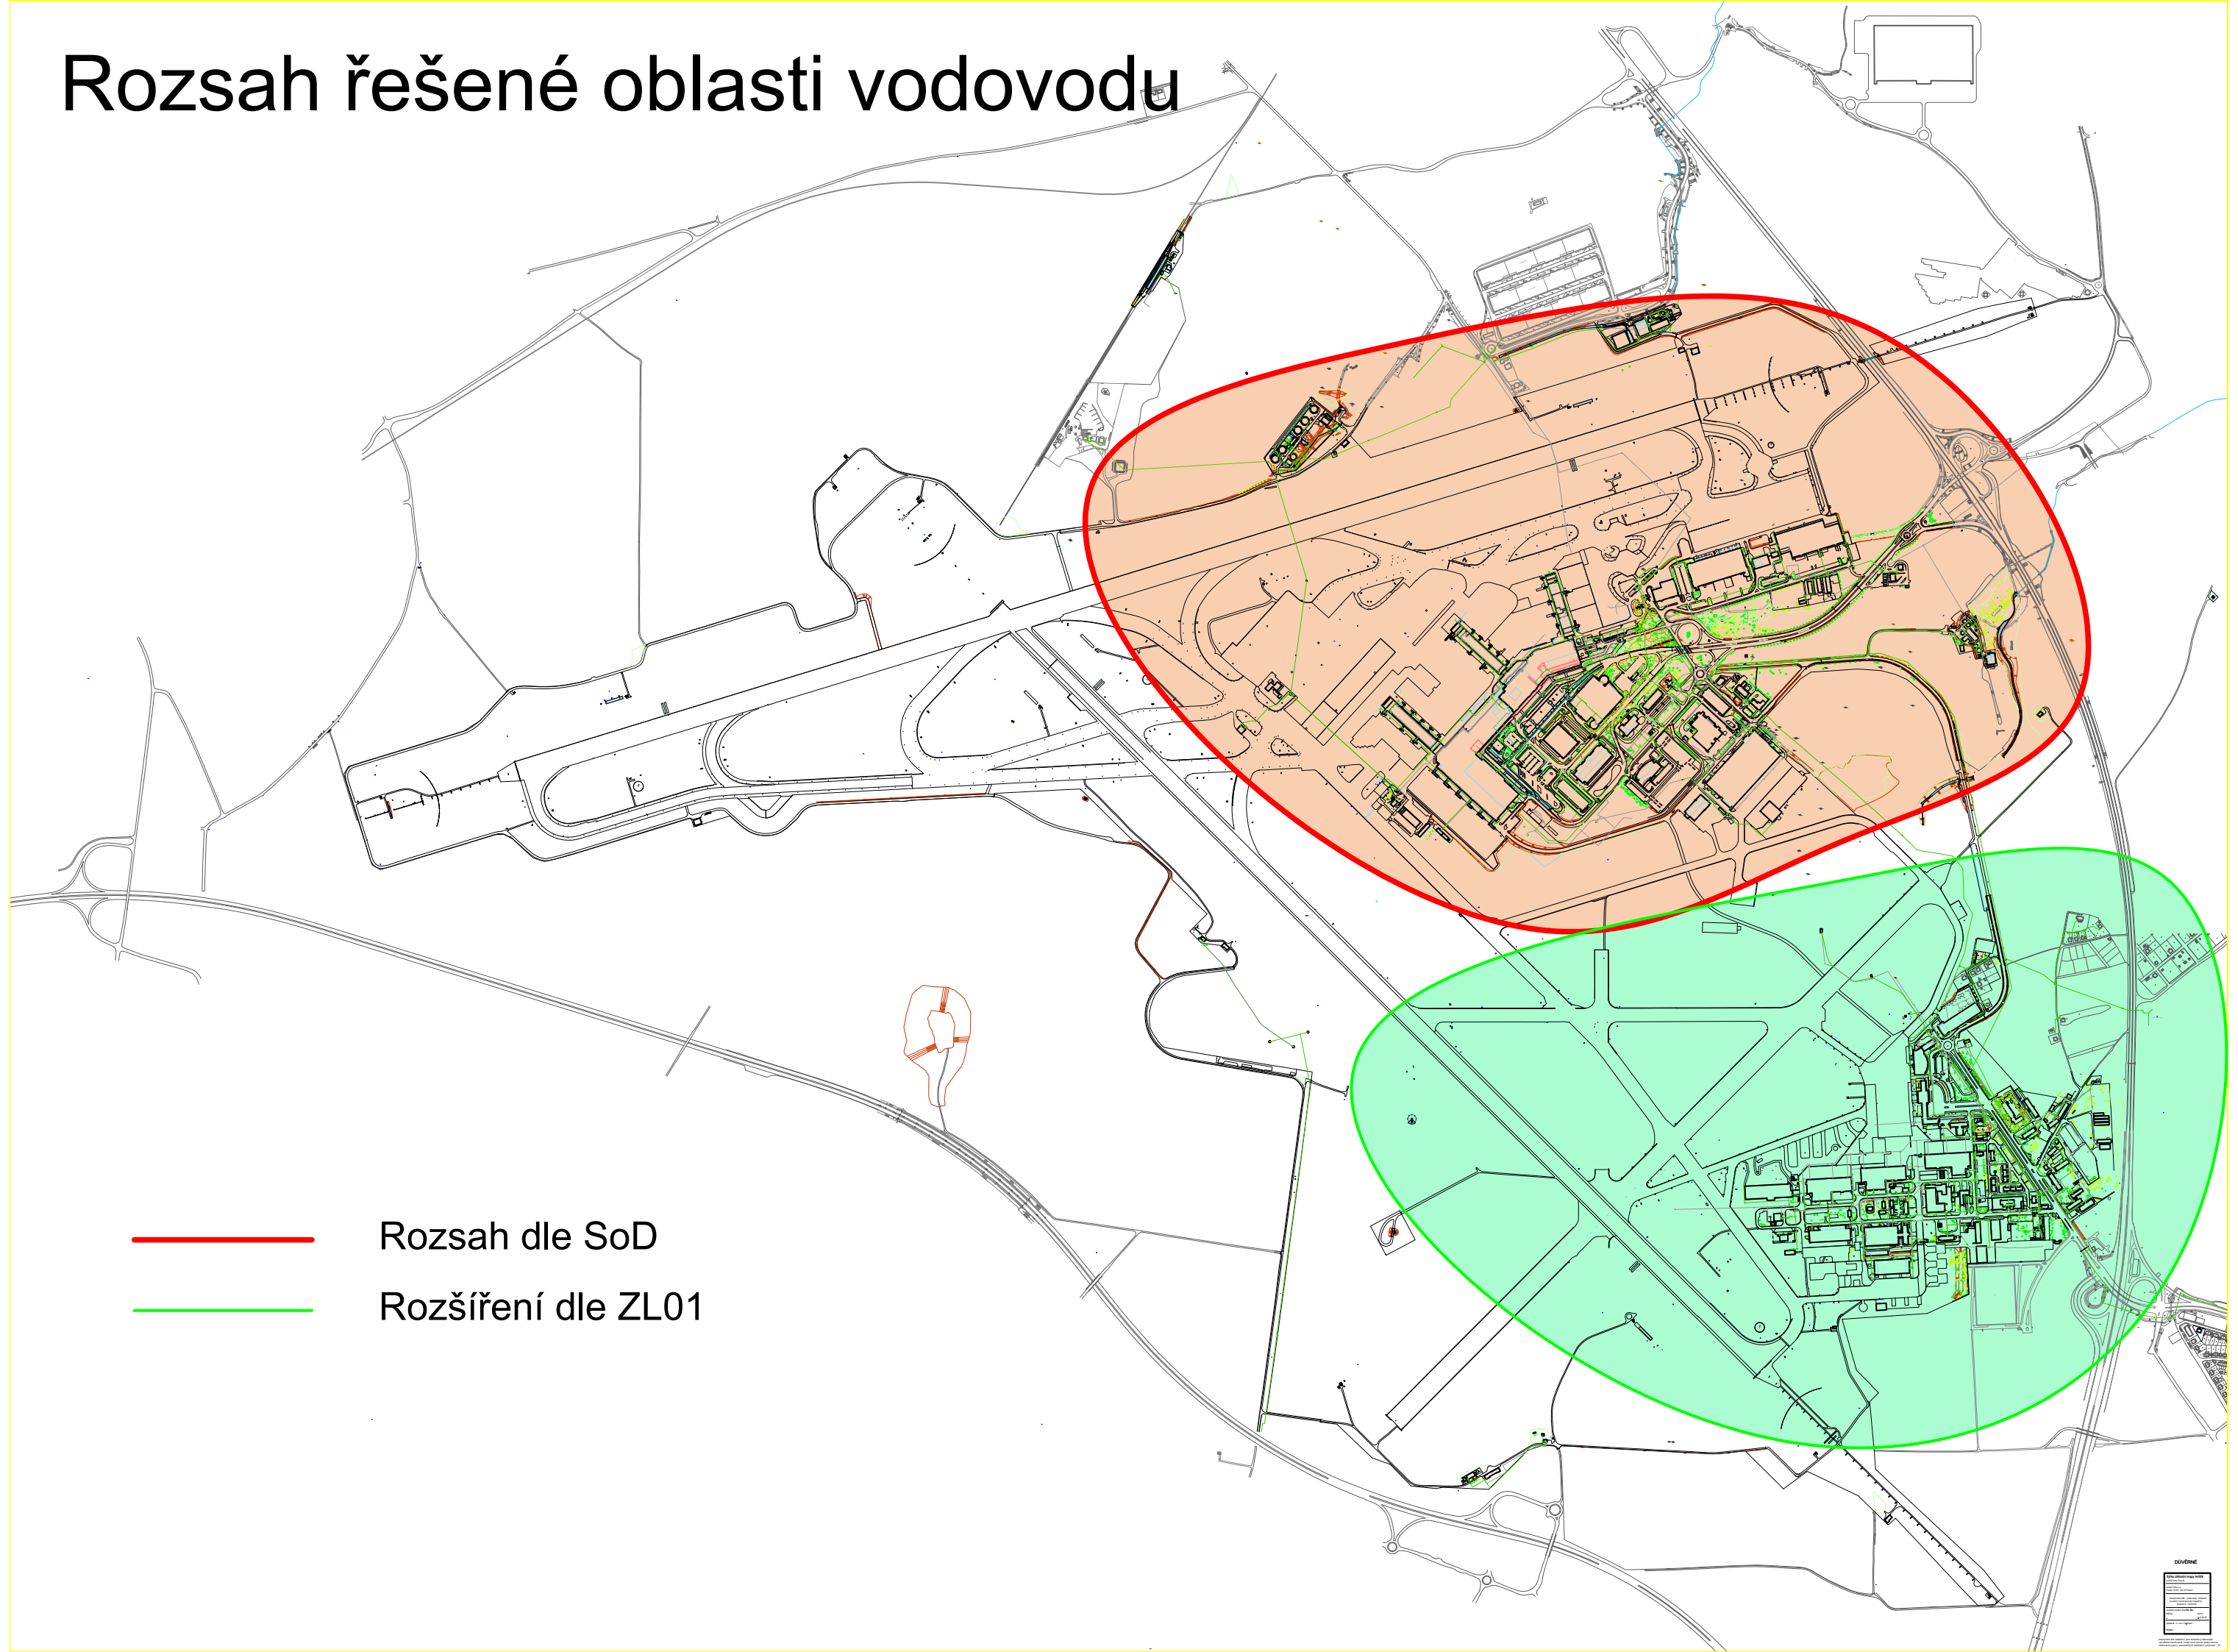 Rozsah řešené oblasti vodovodu
Rozsah dle SoD
Rozšíření dle ZL01
DŮVĚRNÉ